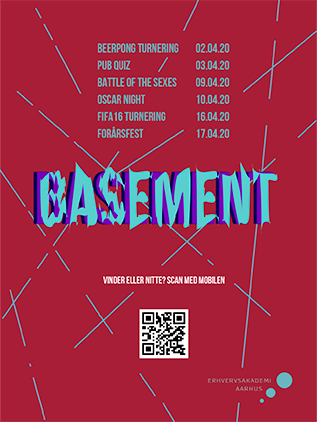 BEERPONG TURNERING 02.04.20
PUB QUIZ 03.04.20
BATTLE OF THE SEXES 09.04.20
OSCAR NIGHT 10.04.20
FIFA16 TURNERING 16.04.20
FORÅRSFEST 17.04.20
BASEMENT
VINDER ELLER NITTE? SCAN MED MOBILEN
ERHVERVSAKADEMI
AARHUS